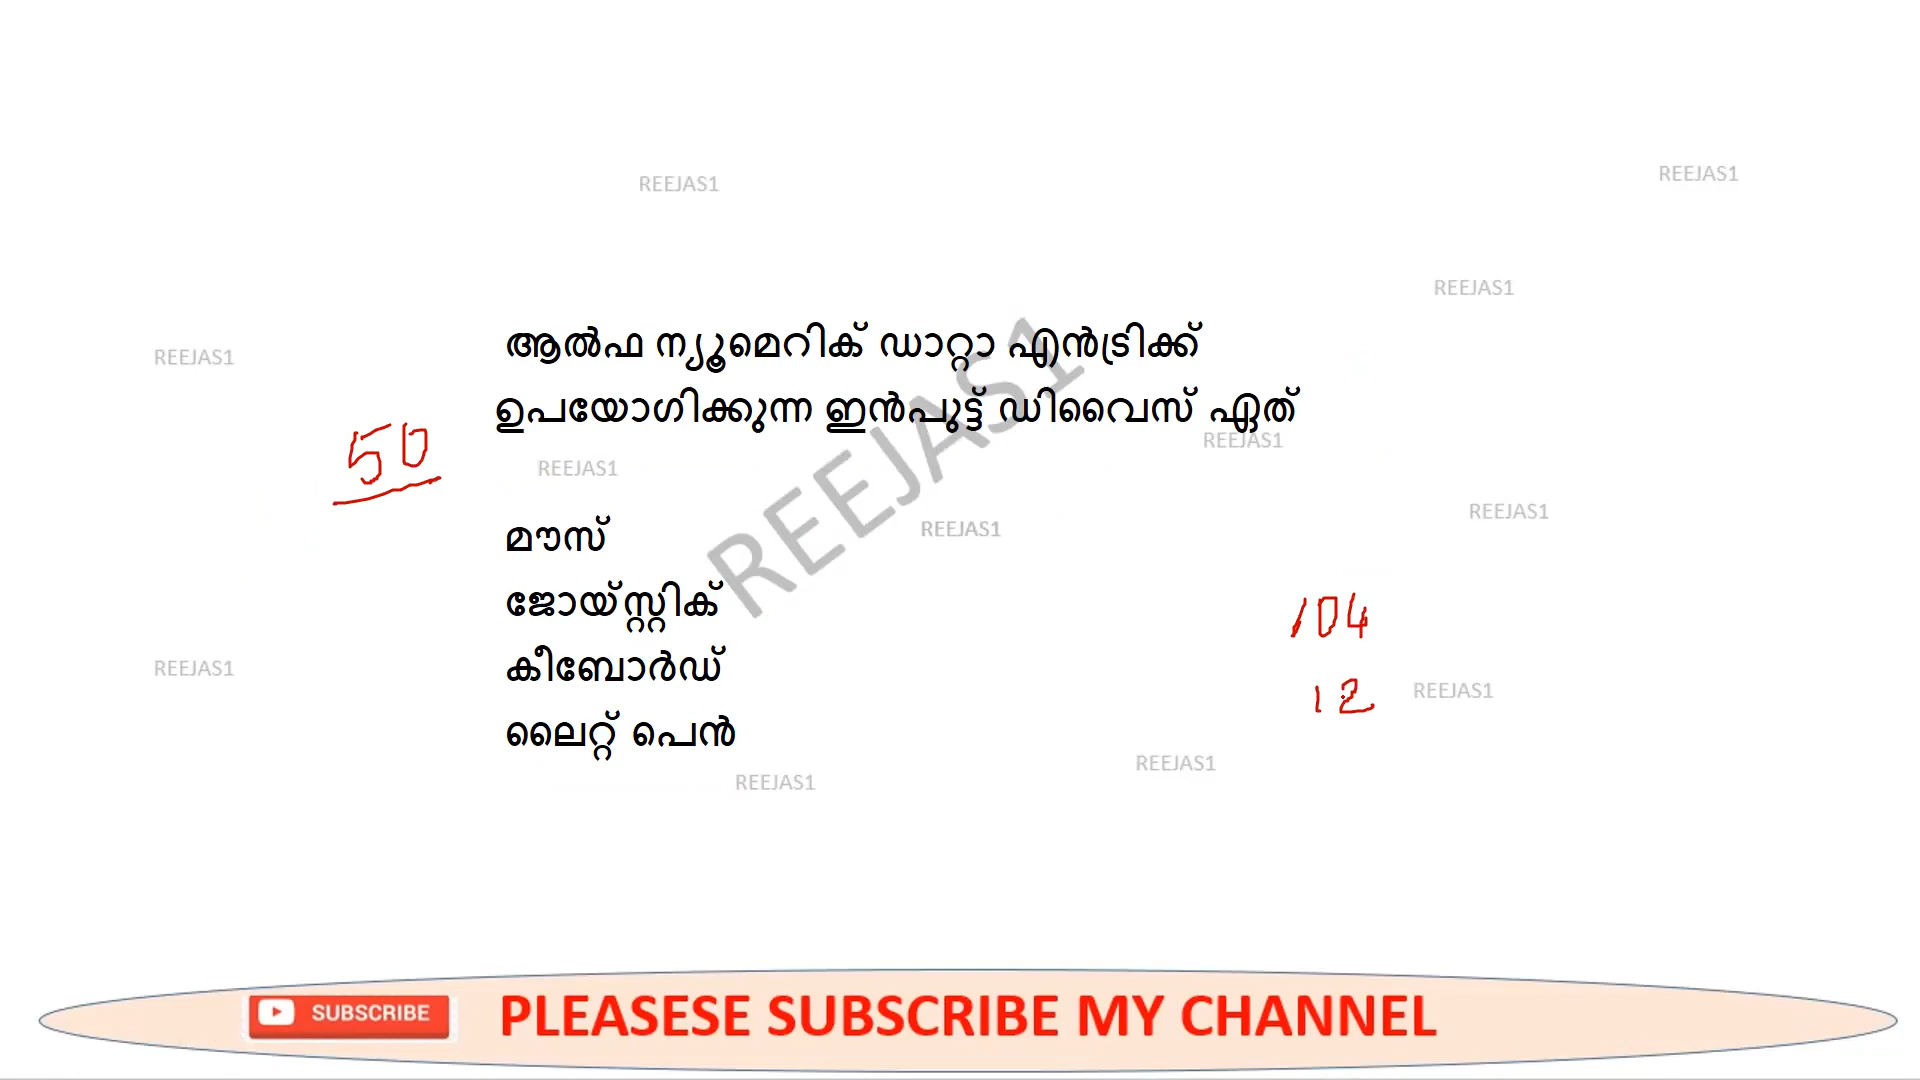 REEJAS1
REEJAS1
REEJAS1
ആൽഫ ന്യൂമെറിക് ഡാറ്റാ എൻട്രിക്ക്
REEJAS1
ഉപയോഗിക്കുന്ന ഇൻപുട്ട് ഡിവൈസ് ഏത്
REEJAS1
50
REEJAS1
REEJAS1
REEJAS1
REEJAS1
മൗസ്
ജോയ്സ്റ്റിക്
104
കീബോർഡ്
REEJAS1
12
REEJAS1
ലൈറ്റ് പെൻ
REEJAS1
REEJAS1
SUBSCRIBE
PLEASESE SUBSCRIBE MY CHANNEL